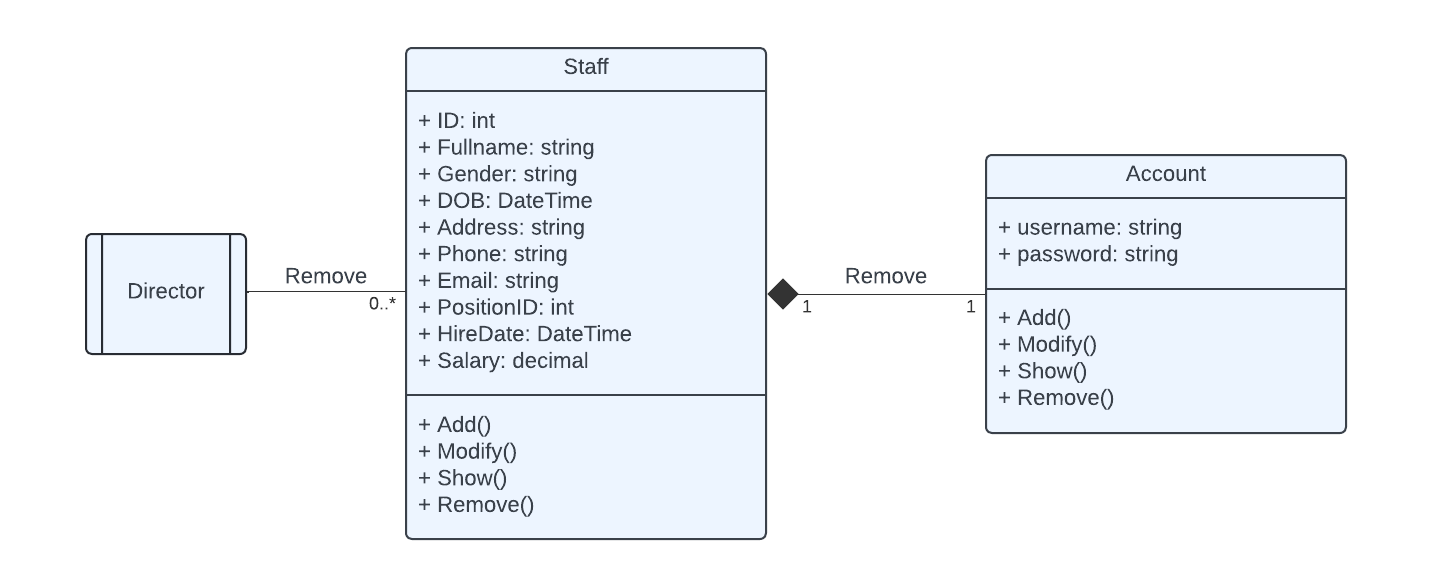 Director
Remove
0..*
Staff
+ ID: int
+ Fullname: string
+ Gender: string
+ DOB: DateTime
+ Address: string
+ Phone: string
+ Email: string
+ PositionID: int
+ HireDate: DateTime
+ Salary: decimal
+ Add()
+ Modify()
+ Show()
+ Remove()
Remove
1
1
Account
+ username: string
+ password: string
+ Add()
+ Modify()
+ Show()
+ Remove()